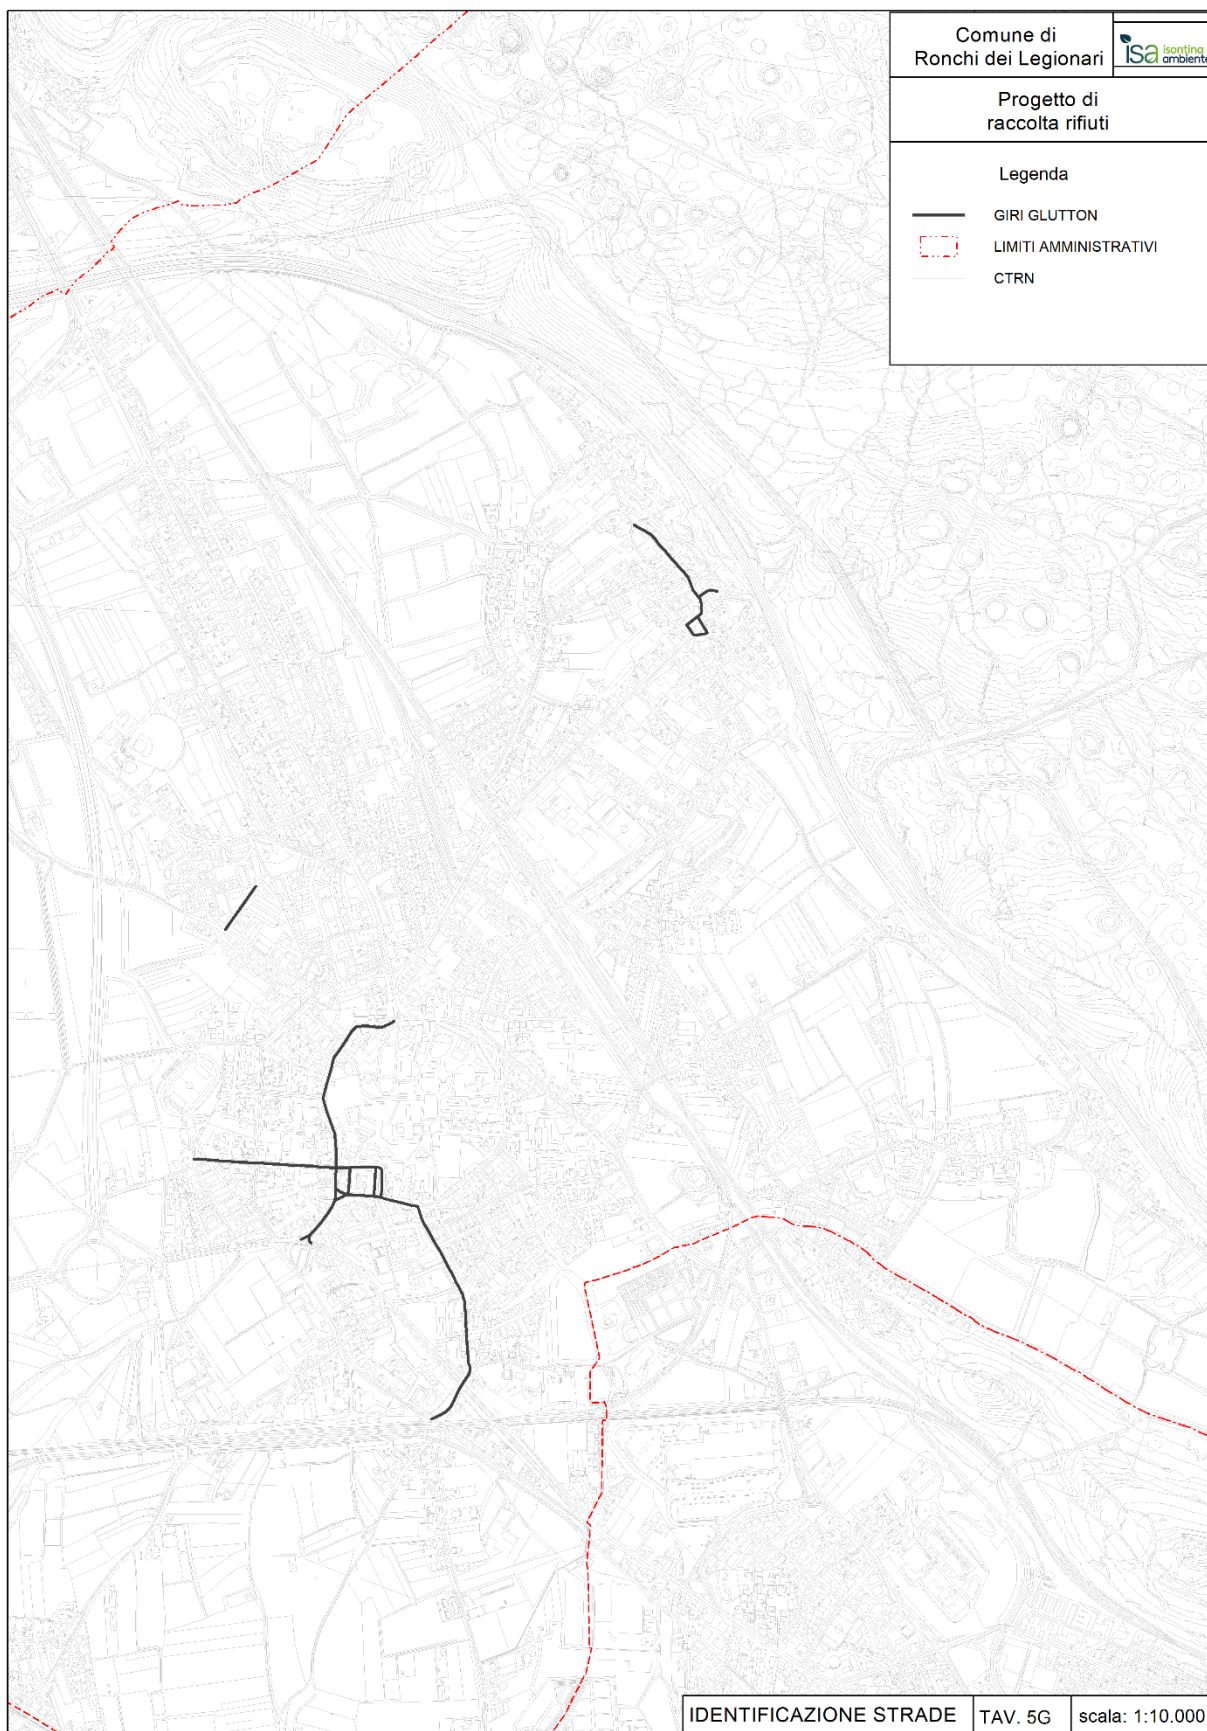 Comune di
Ronchi dei Legionari
isa isontina
ambiente
Progetto di
raccolta rifiuti
Legenda
GIRI GLUTTON
LIMITI AMMINISTRATIVI
CTRN
IDENTIFICAZIONE STRADE
TAV. 5G
scala: 1:10.000